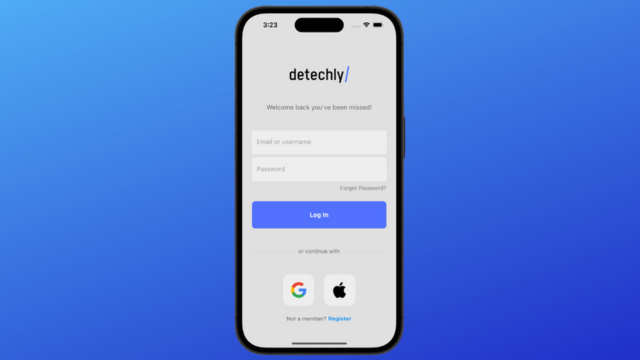 3:23
detechly/
Welcome back you've been missed!
Email or username
Password
Forgot Password?
Log In
or continue with
Not a member? Register